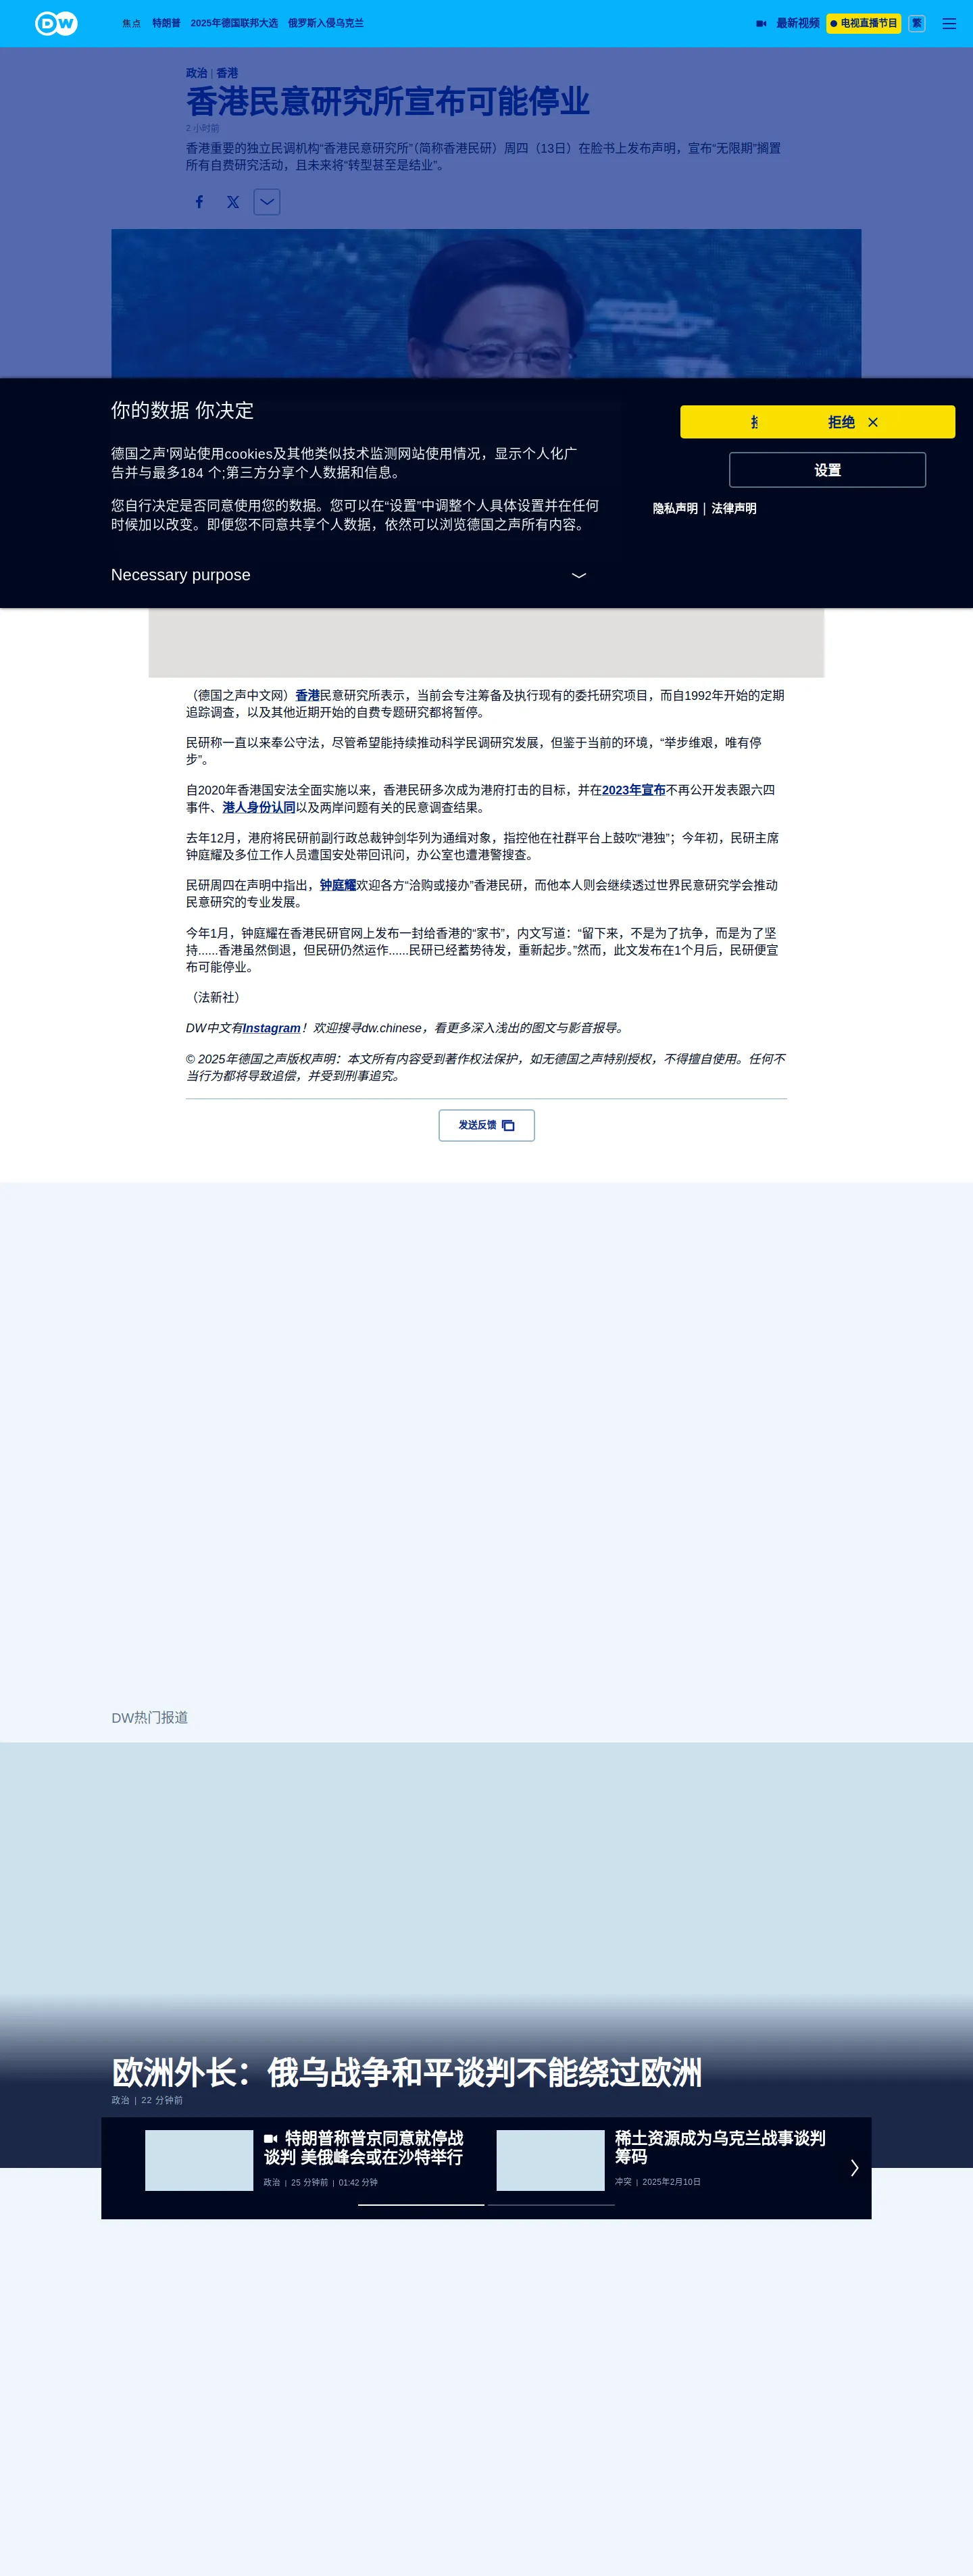 DW
焦点 特朗普 2025年德国联邦大选 俄罗斯入侵乌克兰
最新视频 电视直播节目 繁
政治 | 香港
香港民意研究所宣布可能停业
2 小时前
香港重要的独立民调机构“香港民意研究所”（简称香港民研）周四（13日）在脸书上发布声明，宣布“无限期”搁置
所有自费研究活动，且未来将“转型甚至是结业”。
你的数据 你决定
德国之声'网站使用cookies及其他类似技术监测网站使用情况，显示个人化广
告并与最多184 个;第三方分享个人数据和信息。
您自行决定是否同意使用您的数据。您可以在“设置”中调整个人具体设置并在任何
时候加以改变。即便您不同意共享个人数据，依然可以浏览德国之声所有内容。
Necessary purpose
拒绝
设置
隐私声明 | 法律声明
（德国之声中文网）香港民意研究所表示，当前会专注筹备及执行现有的委托研究项目，而自1992年开始的定期
追踪调查，以及其他近期开始的自费专题研究都将暂停。
民研称一直以来奉公守法，尽管希望能持续推动科学民调研究发展，但鉴于当前的环境，“举步维艰，唯有停
步”。
自2020年香港国安法全面实施以来，香港民研多次成为港府打击的目标，并在2023年宣布不再公开发表跟六四
事件、港人身份认同以及两岸问题有关的民意调查结果。
去年12月，港府将民研前副行政总裁钟剑华列为通缉对象，指控他在社群平台上鼓吹“港独”；今年初，民研主席
钟庭耀及多位工作人员遭国安处带回讯问，办公室也遭港警搜查。
民研周四在声明中指出，钟庭耀欢迎各方“洽购或接办”香港民研，而他本人则会继续透过世界民意研究学会推动
民意研究的专业发展。
今年1月，钟庭耀在香港民研官网上发布一封给香港的“家书”，内文写道：“留下来，不是为了抗争，而是为了坚
持......香港虽然倒退，但民研仍然运作......民研已经蓄势待发，重新起步。”然而，此文发布在1个月后，民研便宣
布可能停业。
（法新社）
DW中文有Instagram！欢迎搜寻dw.chinese，看更多深入浅出的图文与影音报导。
© 2025年德国之声版权声明：本文所有内容受到著作权法保护，如无德国之声特别授权，不得擅自使用。任何不
当行为都将导致追偿，并受到刑事追究。
发送反馈
DW热门报道
欧洲外长：俄乌战争和平谈判不能绕过欧洲
政治 | 22 分钟前
特朗普称普京同意就停战
谈判 美俄峰会或在沙特举行
政治 | 25 分钟前 | 01:42 分钟
稀土资源成为乌克兰战事谈判
筹码
冲突 | 2025年2月10日